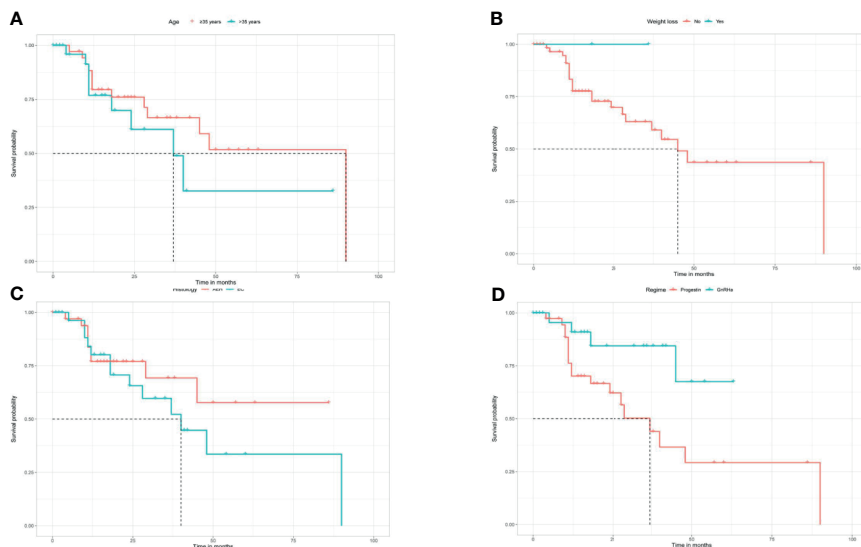 A
Age ≤35 years >35 years
Survival probability
1.00
0.75
0.50
0.25
0.00
0 25 50 75 100
Time in months
B
Weight loss No Yes
Survival probability
1.00
0.75
0.50
0.25
0.00
0 50 75 100
Time in months
C
Survival probability
1.00
0.75
0.50
0.25
0.00
0 25 50 75 100
Time in months
D
Regime Progestin GnRHa
Survival probability
1.00
0.75
0.50
0.25
0.00
0 50 75 100
Time in months